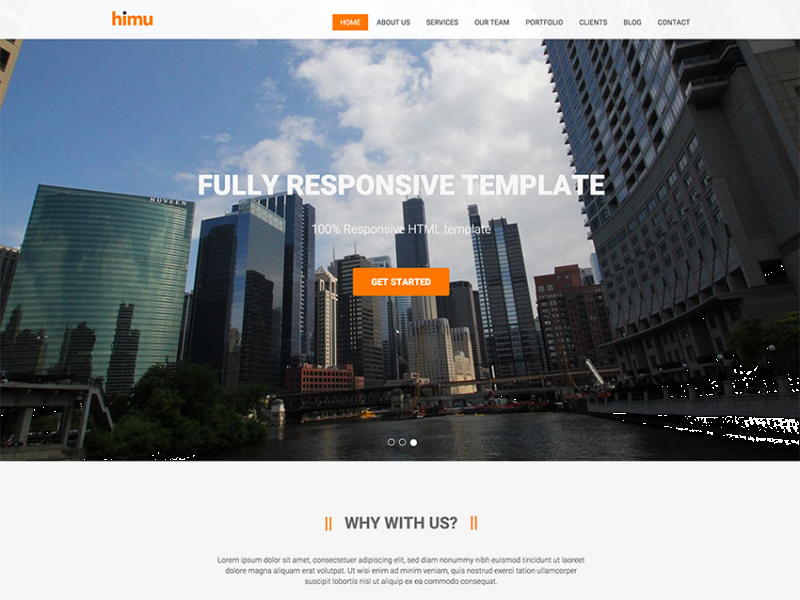 himu
HOME ABOUT US SERVICES OUR TEAM PORTFOLIO CLIENTS BLOG CONTACT
NUVEEN
FULLY RESPONSIVE TEMPLATE
100% Responsive HTML template
GET STARTED
|| WHY WITH US? ||
Lorem ipsum dolor sit amet, consectetuer adipiscing elit, sed diam nonummy nibh euismod tincidunt ut laoreet
dolore magna aliquam erat volutpat. Ut wisi enim ad minim veniam, quis nostrud exerci tation ullamcorper
suscipit lobortis nisl ut aliquip ex ea commodo consequat.